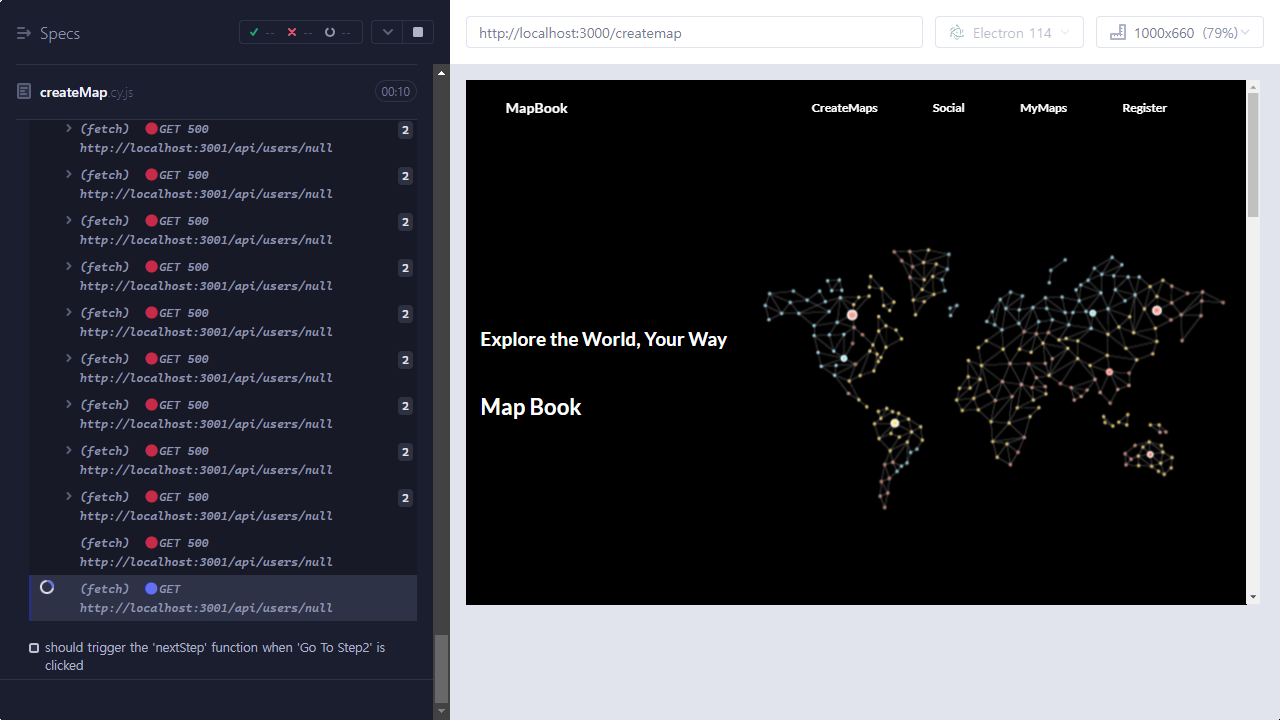 Specs
-- -- --
createMap.cy.js
00:10
(fetch) GET 500 2
http://localhost:3001/api/users/null
(fetch) GET 500 2
http://localhost:3001/api/users/null
(fetch) GET 500 2
http://localhost:3001/api/users/null
(fetch) GET 500 2
http://localhost:3001/api/users/null
(fetch) GET 500 2
http://localhost:3001/api/users/null
(fetch) GET 500 2
http://localhost:3001/api/users/null
(fetch) GET 500 2
http://localhost:3001/api/users/null
(fetch) GET 500 2
http://localhost:3001/api/users/null
(fetch) GET 500 2
http://localhost:3001/api/users/null
(fetch) GET 500
http://localhost:3001/api/users/null
(fetch) GET
http://localhost:3001/api/users/null
should trigger the 'nextStep' function when 'Go To Step2' is
clicked
http://localhost:3000/createmap
Electron 114
1000x660 (79%)
MapBook
CreateMaps
Social
MyMaps
Register
Explore the World, Your Way
Map Book